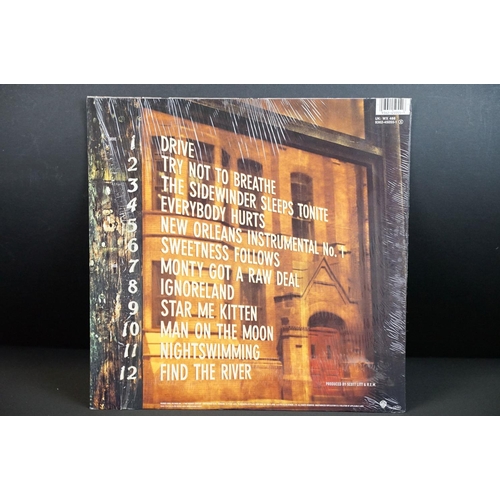 1 DRIVE
2 TRY NOT TO BREATHE
3 THE SIDEWINDER SLEEPS TONITE
4 EVERYBODY HURTS
5 NEW ORLEANS INSTRUMENTAL No. 1
6 SWEETNESS FOLLOWS
7 MONTY GOT A RAW DEAL
8 IGNORELAND
9 STAR ME KITTEN
10 MAN ON THE MOON
11 NIGHTSWIMMING
12 FIND THE RIVER
PRODUCED BY SCOTT LITT & R.E.M.